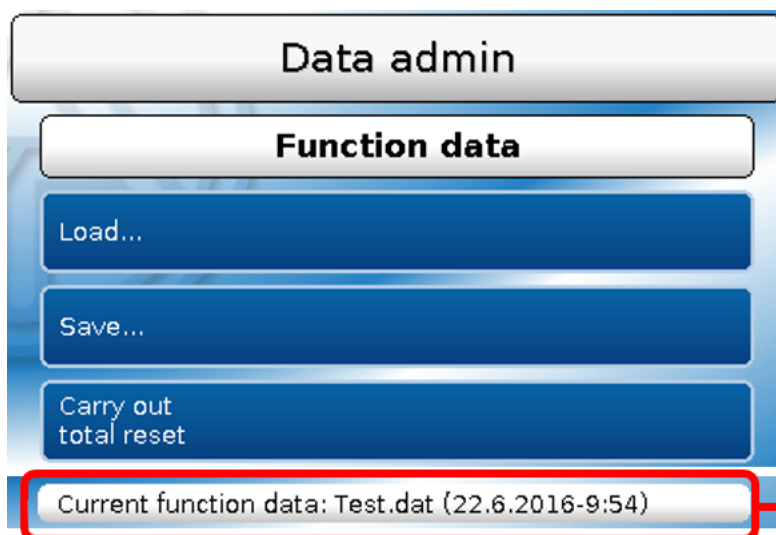 Data admin
Function data
Load...
Save...
Carry out
total reset
Current function data: Test.dat (22.6.2016-9:54)